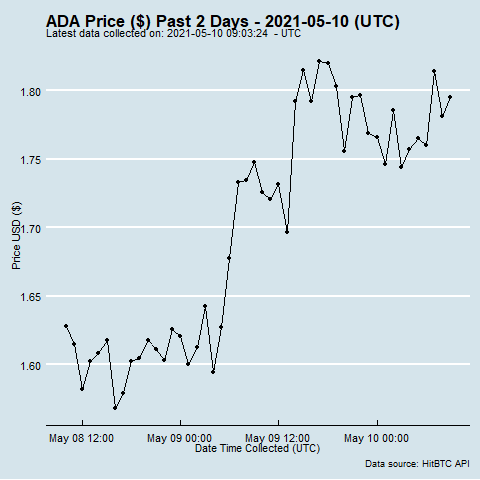 ADA Price ($) Past 2 Days - 2021-05-10 (UTC)
Latest data collected on: 2021-05-10 09:03:24 - UTC
1.80
1.75
1.70
1.65
1.60
Price USD ($)
May 08 12:00
May 09 00:00
May 09 12:00
May 10 00:00
Date Time Collected (UTC)
Data source: HitBTC API